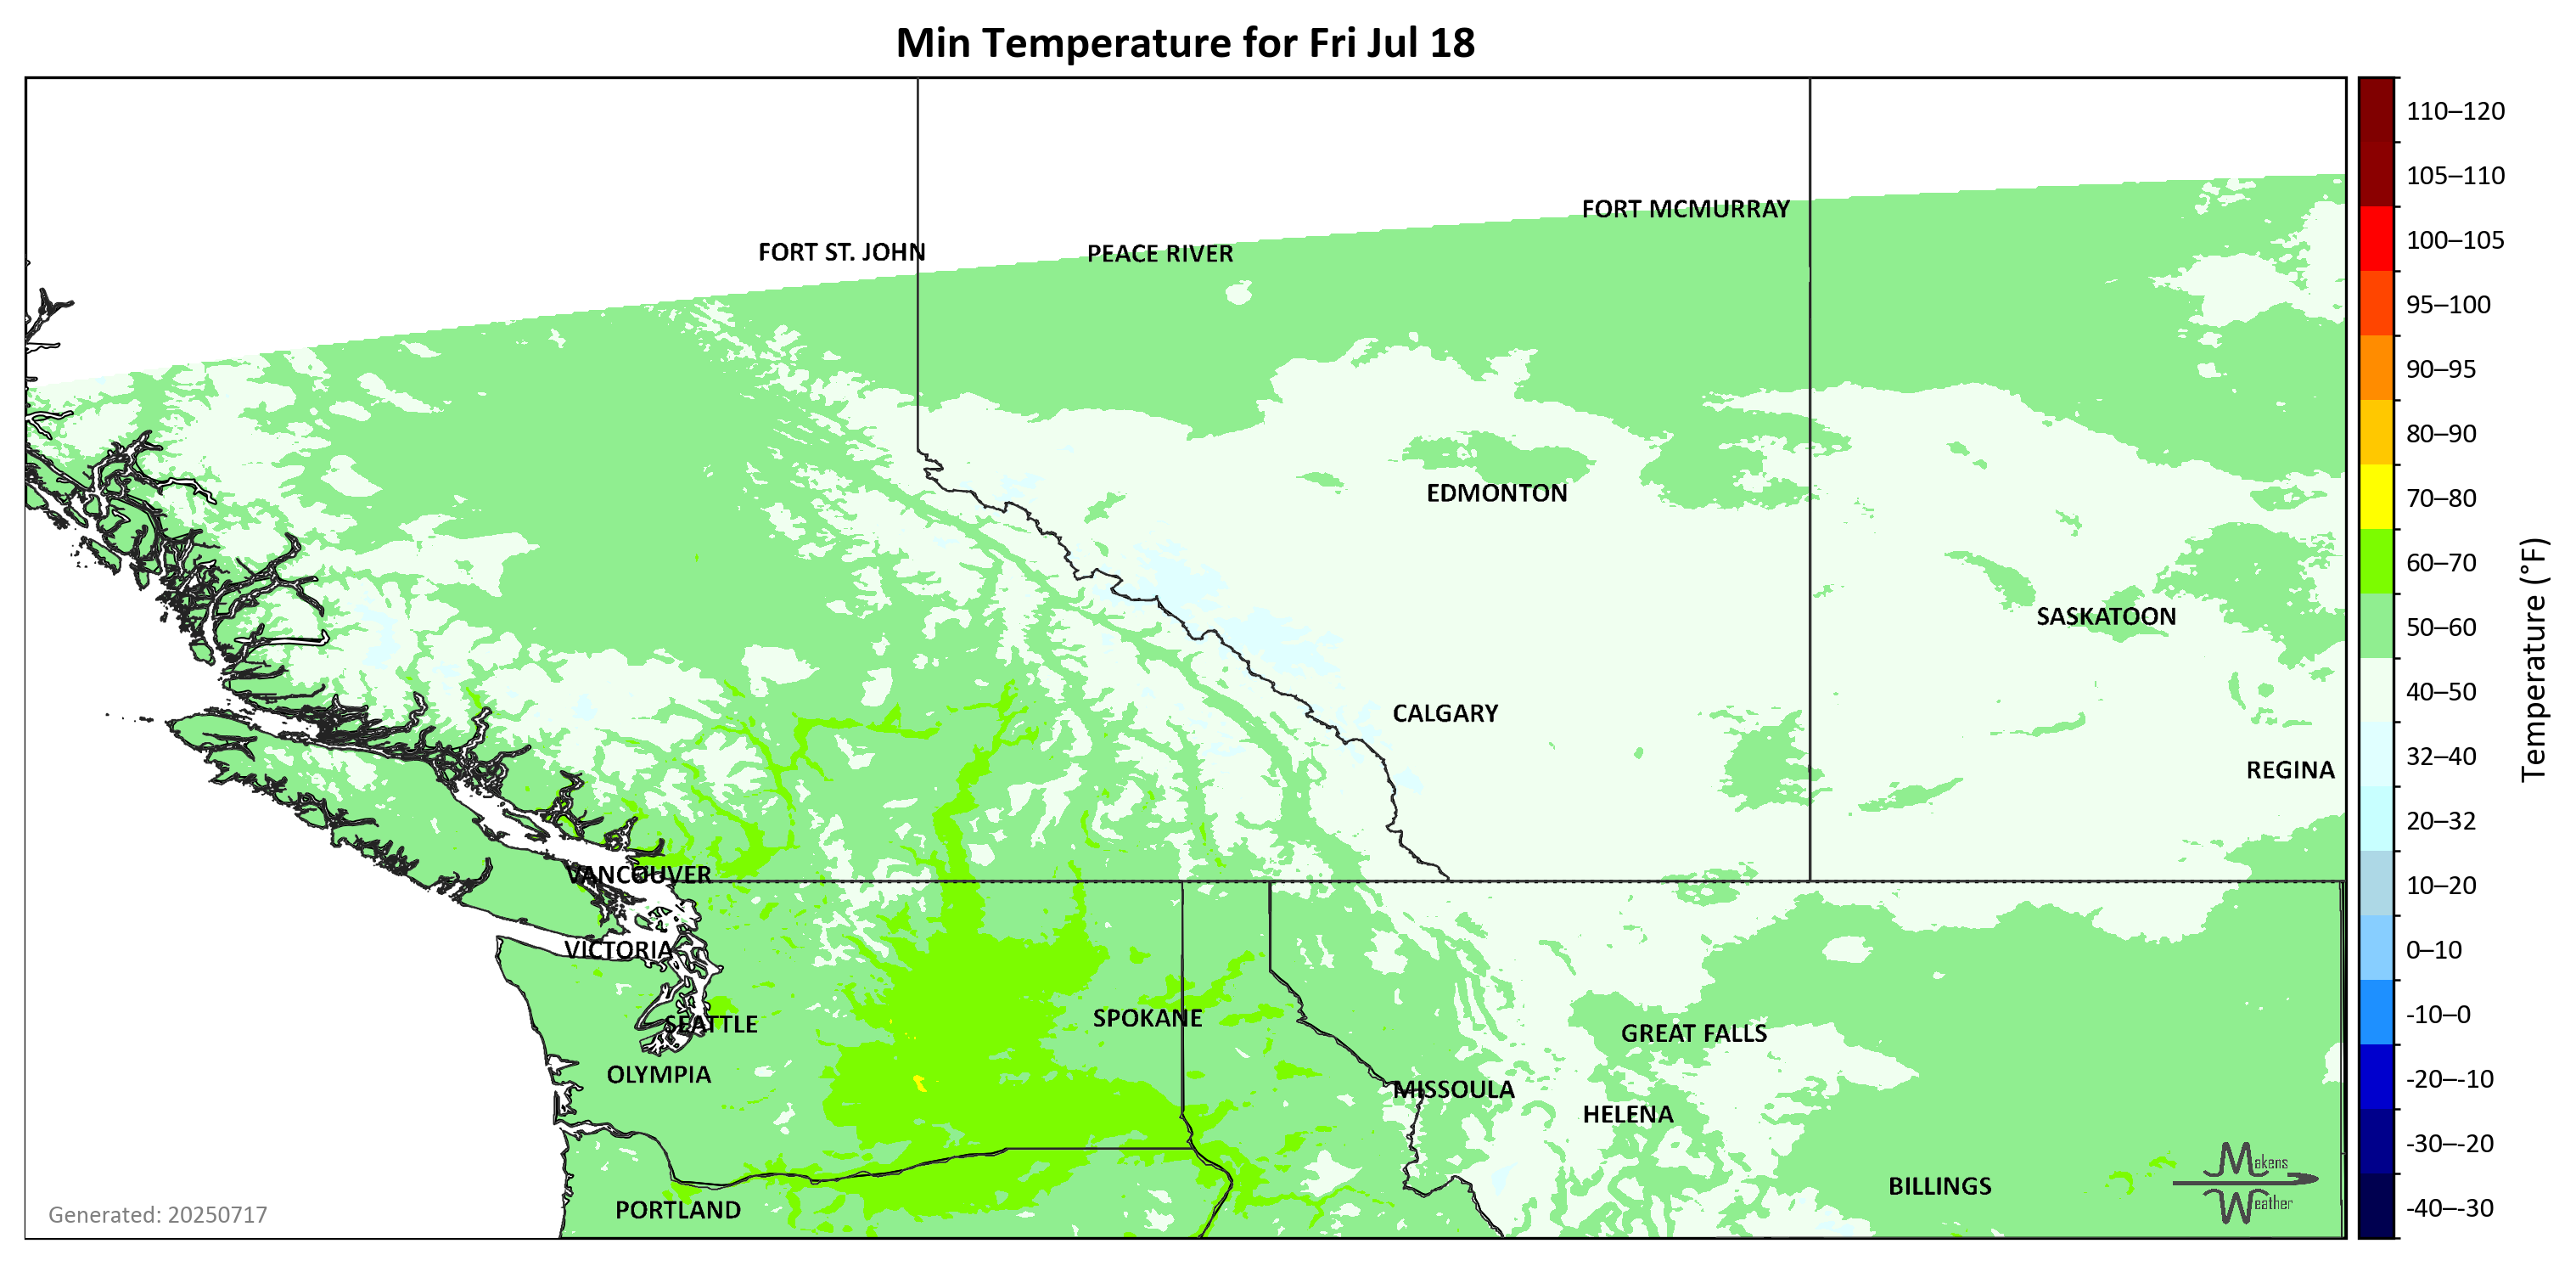 Min Temperature for Fri Jul 18
110–120
105–110
100–105
95–100
90–95
80–90
70–80
60–70
50–60
40–50
32–40
20–32
10–20
0–10
-10–0
-20–-10
-30–-20
-40–-30
Temperature (°F)
FORT MCMURRAY
FORT ST. JOHN
PEACE RIVER
EDMONTON
SASKATOON
CALGARY
REGINA
VANCOUVER
VICTORIA
SEATTLE
SPOKANE
GREAT FALLS
OLYMPIA
MISSOULA
HELENA
BILLINGS
PORTLAND
Makens
Weather
Generated: 20250717